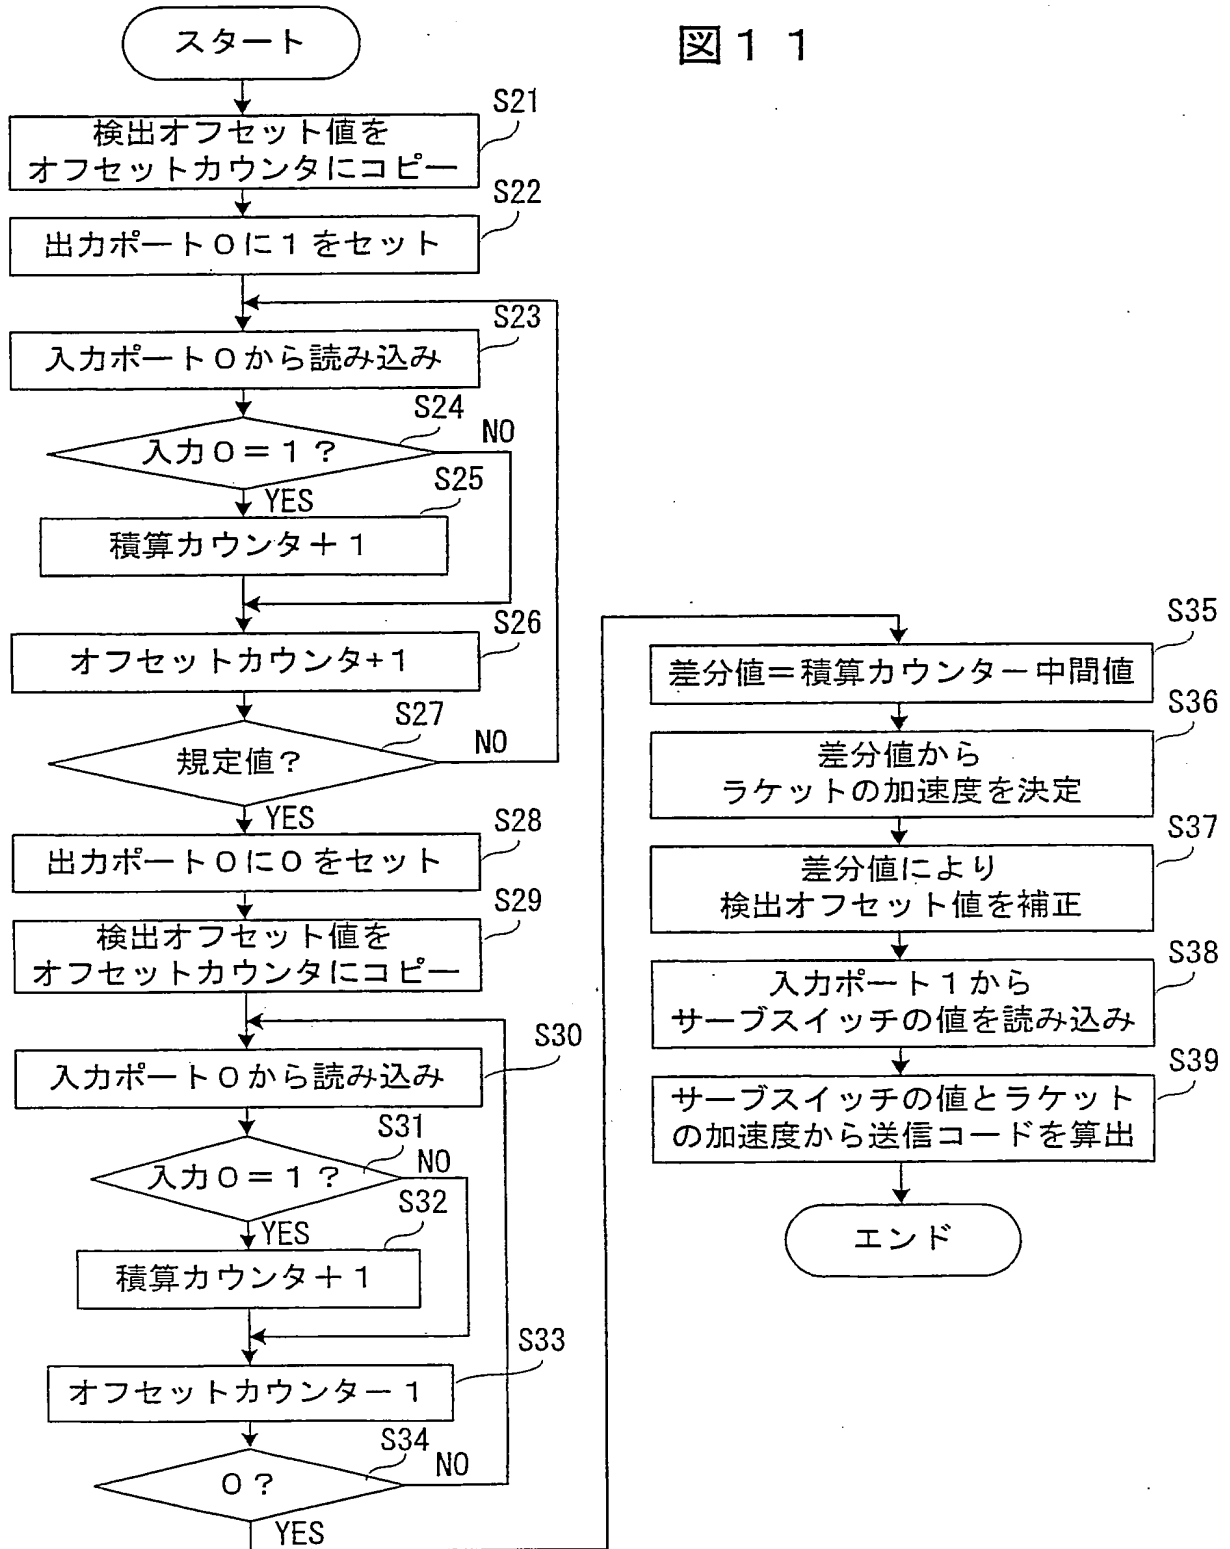 図１１
スタート
S21
検出オフセット値を
オフセットカウンタにコピー
S22
出力ポート０に１をセット
S23
入力ポート０から読み込み
S24
入力０＝１？
NO
YES
S25
積算カウンタ＋１
S26
オフセットカウンタ+1
S27
規定値？
NO
YES
S28
出力ポート０に０をセット
S29
検出オフセット値を
オフセットカウンタにコピー
S30
入力ポート０から読み込み
S31
入力０＝１？
NO
YES
S32
積算カウンタ＋１
S33
オフセットカウンタ－１
S34
０？
NO
YES
S35
差分値＝積算カウンタ－中間値
S36
差分値から
ラケットの加速度を決定
S37
差分値により
検出オフセット値を補正
S38
入力ポート１から
サーブスイッチの値を読み込み
S39
サーブスイッチの値とラケット
の加速度から送信コードを算出
エンド